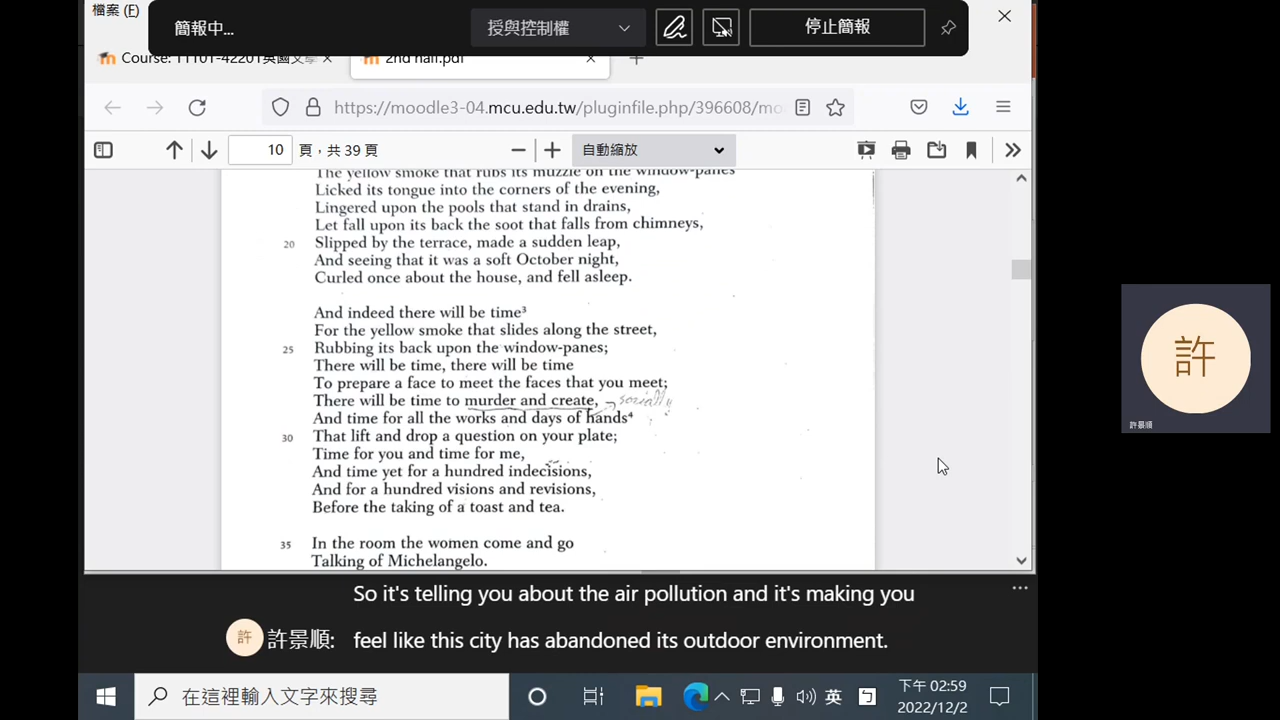 檔案 (F)
簡報中...
授與控制權
停止簡報
Course: 11101-42201英國文學
2nd half.pdf
https://moodle3-04.mcu.edu.tw/pluginfile.php/396608/mo
10 頁，共 39 頁
自動縮放
The yellow smoke that rubs its muzzle on the window-panes
Licked its tongue into the corners of the evening,
Lingered upon the pools that stand in drains,
Let fall upon its back the soot that falls from chimneys,
20 Slipped by the terrace, made a sudden leap,
And seeing that it was a soft October night,
Curled once about the house, and fell asleep.
And indeed there will be time³
For the yellow smoke that slides along the street,
25 Rubbing its back upon the window-panes;
There will be time, there will be time
To prepare a face to meet the faces that you meet;
There will be time to murder and create, socially
And time for all the works and days of hands⁴
30 That lift and drop a question on your plate;
Time for you and time for me,
And time yet for a hundred indecisions,
And for a hundred visions and revisions,
Before the taking of a toast and tea.
35 In the room the women come and go
Talking of Michelangelo.
許
許景順
So it's telling you about the air pollution and it's making you
許 許景順: feel like this city has abandoned its outdoor environment.
在這裡輸入文字來搜尋
英
ㄅ
下午 02:59
2022/12/2